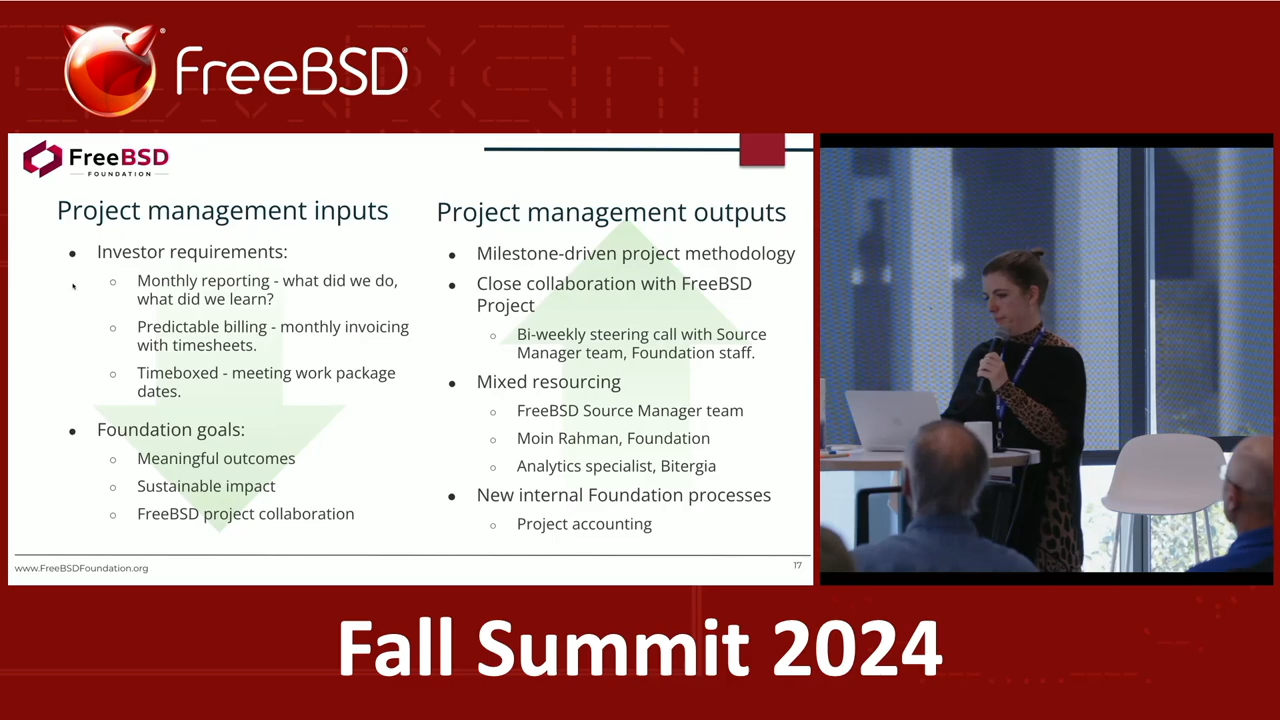 FreeBSD®
FreeBSD
FOUNDATION
Project management inputs
• Investor requirements:
○ Monthly reporting - what did we do,
what did we learn?
○ Predictable billing - monthly invoicing
with timesheets.
○ Timeboxed - meeting work package
dates.
• Foundation goals:
○ Meaningful outcomes
○ Sustainable impact
○ FreeBSD project collaboration
Project management outputs
• Milestone-driven project methodology
• Close collaboration with FreeBSD
Project
○ Bi-weekly steering call with Source
Manager team, Foundation staff.
• Mixed resourcing
○ FreeBSD Source Manager team
○ Moin Rahman, Foundation
○ Analytics specialist, Bitergia
• New internal Foundation processes
○ Project accounting
www.FreeBSDFoundation.org
17
Fall Summit 2024